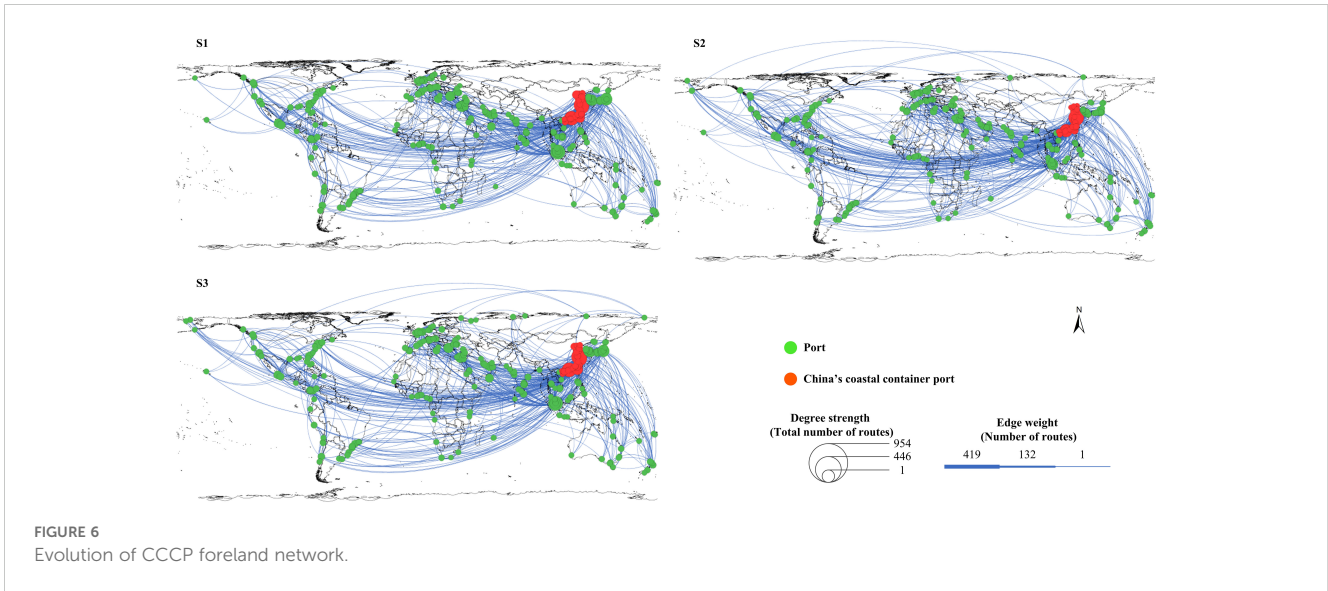 S1
S2
S3
N
Port
China's coastal container port
Degree strength
(Total number of routes)
954
446
1
Edge weight
(Number of routes)
419 132 1
FIGURE 6
Evolution of CCCP foreland network.